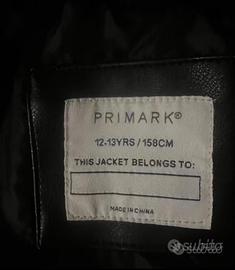 PRIMARK®
12-13YRS / 158CM
THIS JACKET BELONGS TO:
MADE IN CHINA
subito